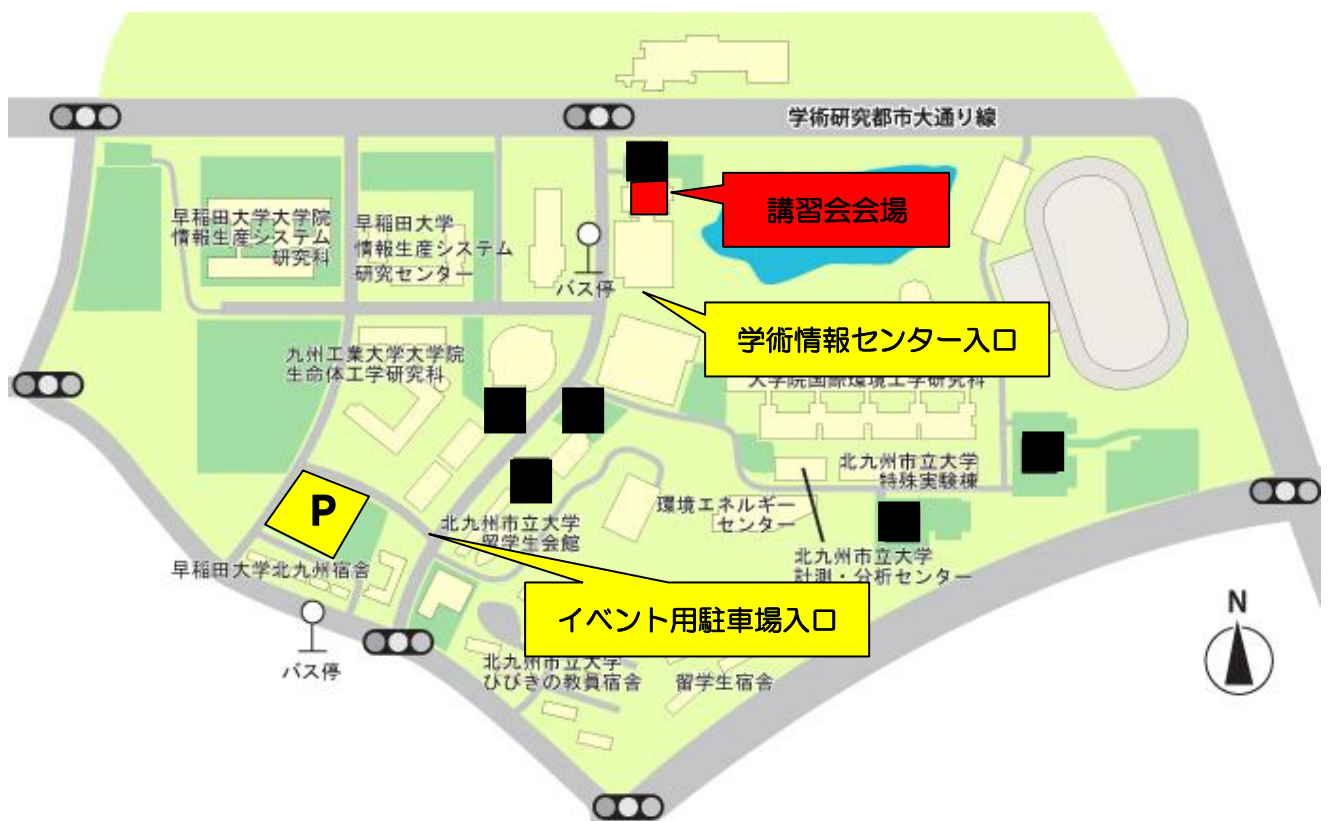 学術研究都市大通り線
講習会会場
早稲田大学大学院
情報生産システム
研究科
早稲田大学
情報生産システム
研究センター
バス停
学術情報センター入口
九州工業大学大学院
生命体工学研究科
大学院国際環境工学研究科
北九州市立大学
特殊実験棟
P
環境エネルギー
センター
北九州市立大学
留学生会館
北九州市立大学
計測・分析センター
早稲田大学北九州宿舎
イベント用駐車場入口
バス停
北九州市立大学
ひびきの教員宿舎
留学生宿舎
N